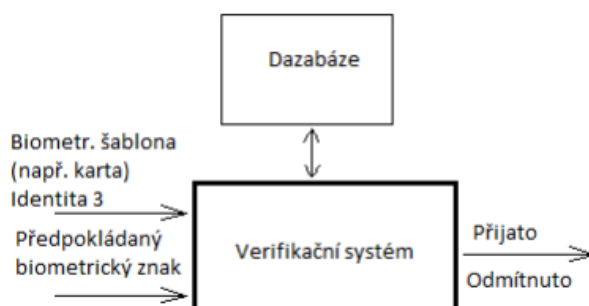 Dazabáze
Biometr. šablona
(např. karta)
Identita 3
Předpokládaný
biometrický znak
Verifikační systém
Přijato
Odmítnuto